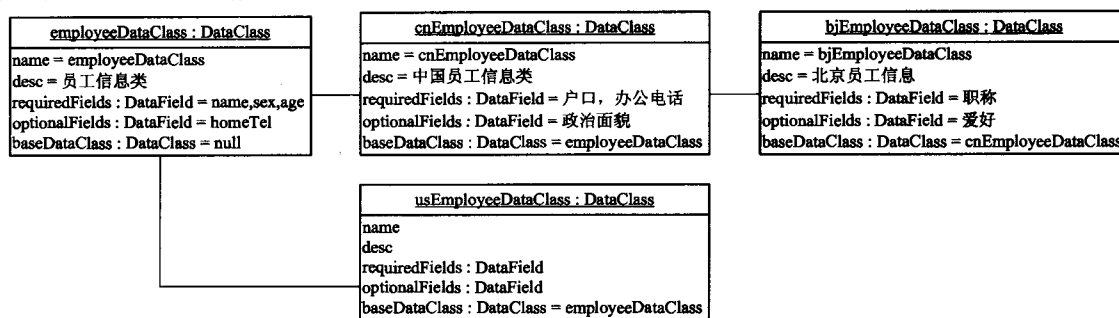 employeeDataClass : DataClass
name = employeeDataClass
desc = 员工信息类
requiredFields : DataField = name,sex,age
optionalFields : DataField = homeTel
baseDataClass : DataClass = null
cnEmployeeDataClass : DataClass
name = cnEmployeeDataClass
desc = 中国员工信息类
requiredFields : DataField = 户口，办公电话
optionalFields : DataField = 政治面貌
baseDataClass : DataClass = employeeDataClass
bjEmployeeDataClass : DataClass
name = bjEmployeeDataClass
desc = 北京员工信息
requiredFields : DataField = 职称
optionalFields : DataField = 爱好
baseDataClass : DataClass = cnEmployeeDataClass
usEmployeeDataClass : DataClass
name
desc
requiredFields : DataField
optionalFields : DataField
baseDataClass : DataClass = employeeDataClass